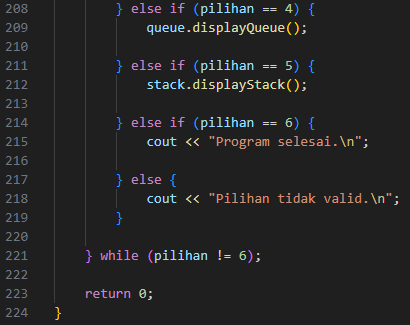 208 } else if (pilihan == 4) {
209 queue.displayQueue();
210
211 } else if (pilihan == 5) {
212 stack.displayStack();
213
214 } else if (pilihan == 6) {
215 cout << "Program selesai.\n";
216
217 } else {
218 cout << "Pilihan tidak valid.\n";
219 }
220
221 } while (pilihan != 6);
222
223 return 0;
224 }